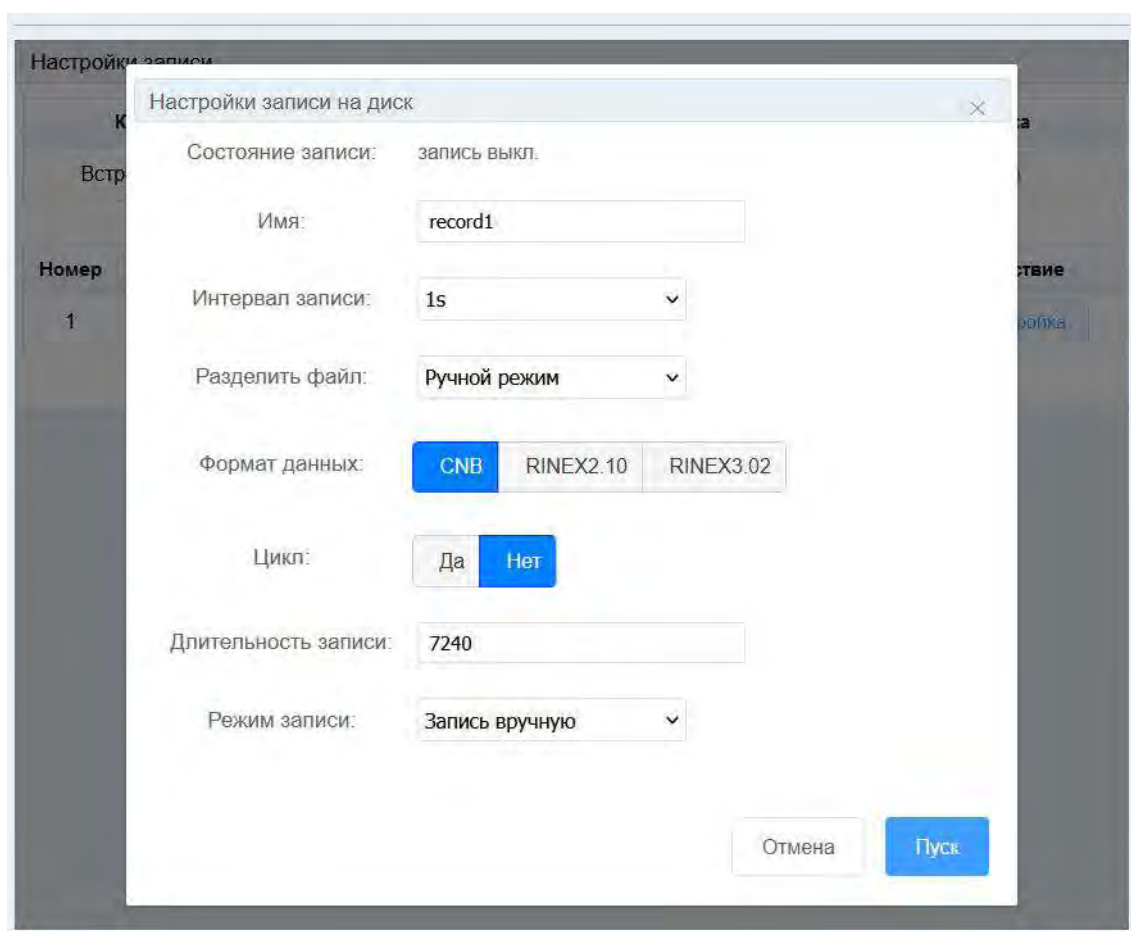 Настройки записи
Настройки записи на диск
Состояние записи: запись выкл.
Имя: record1
Номер
Интервал записи: 1s
1
Разделить файл: Ручной режим
Формат данных: CNB RINEX2.10 RINEX3.02
Цикл: Да Нет
Длительность записи: 7240
Режим записи: Запись вручную
Отмена Пуск